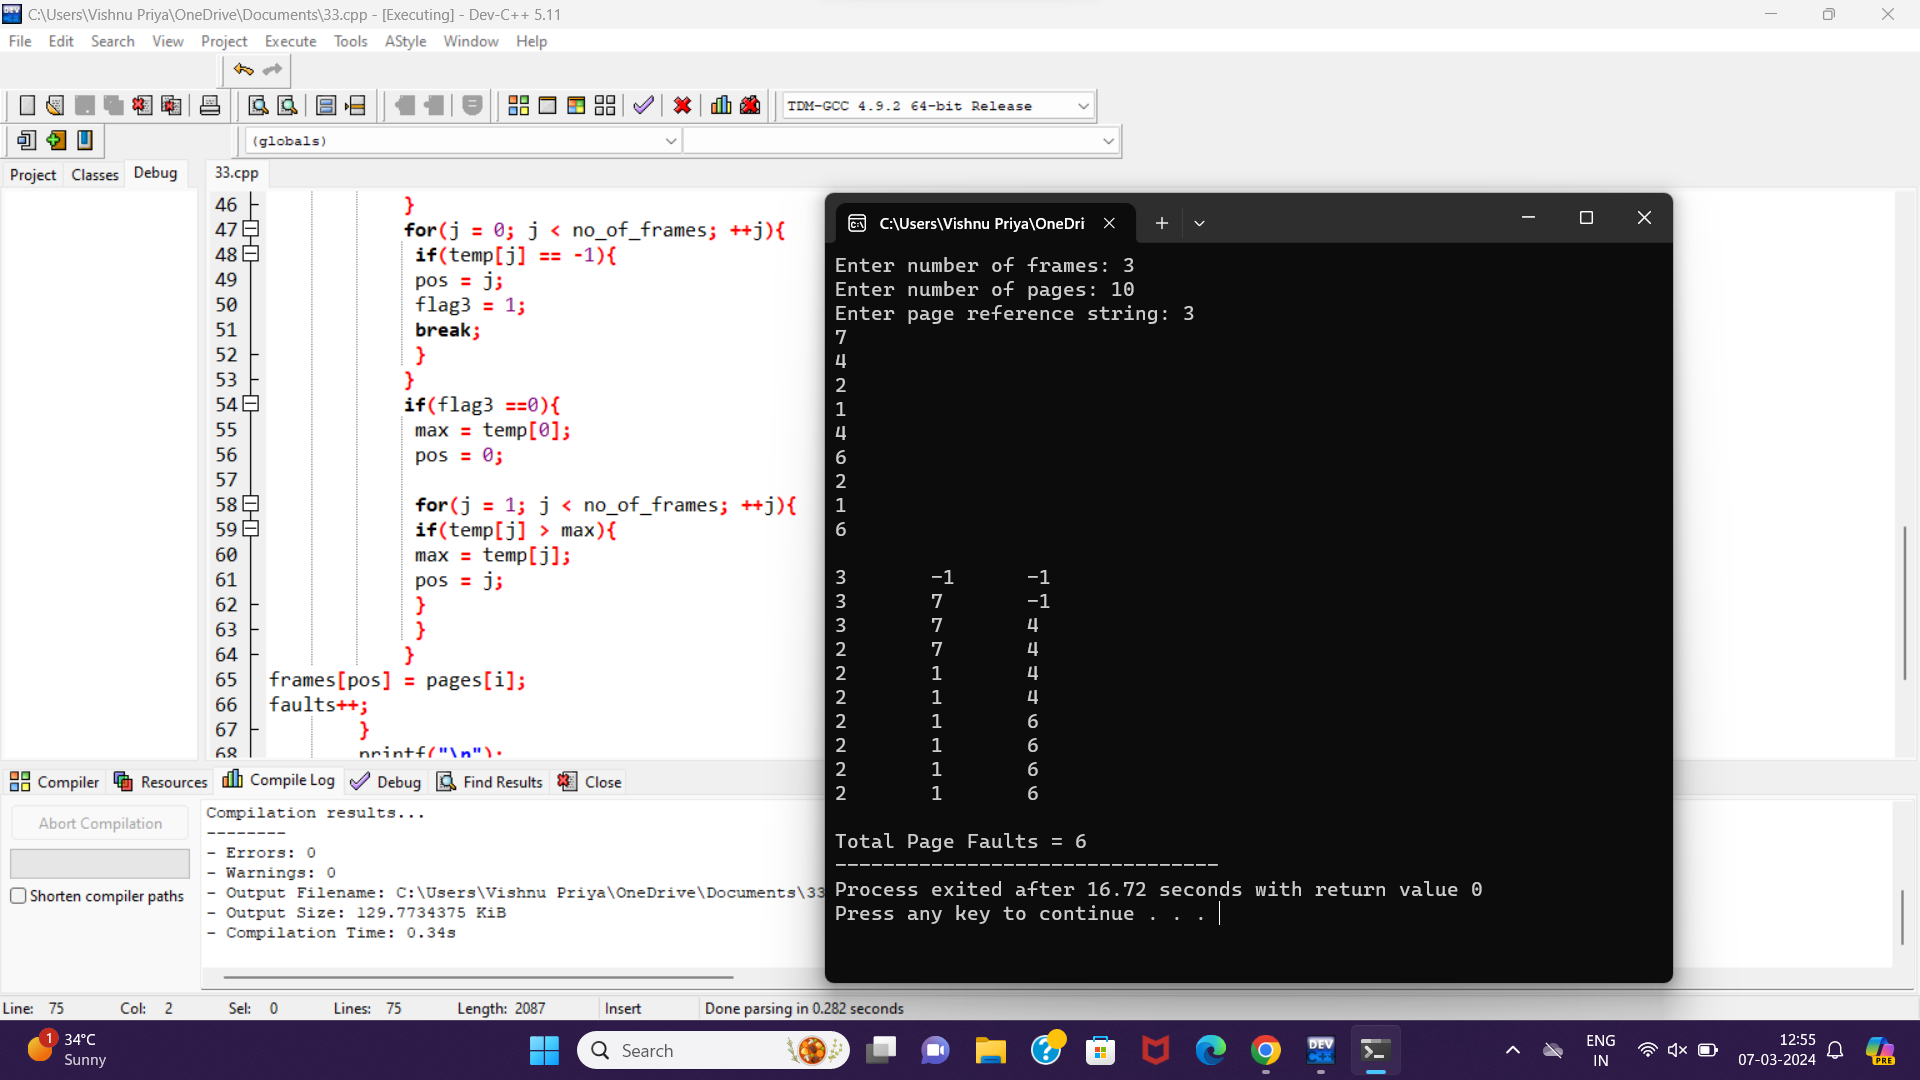 C:\Users\Vishnu Priya\OneDrive\Documents\33.cpp - [Executing] - Dev-C++ 5.11
File Edit Search View Project Execute Tools AStyle Window Help
TDM-GCC 4.9.2 64-bit Release
(globals)
Project Classes Debug
33.cpp
46 }
47 for(j = 0; j < no_of_frames; ++j){
48 if(temp[j] == -1){
49 pos = j;
50 flag3 = 1;
51 break;
52 }
53 }
54 if(flag3 ==0){
55 max = temp[0];
56 pos = 0;
57
58 for(j = 1; j < no_of_frames; ++j){
59 if(temp[j] > max){
60 max = temp[j];
61 pos = j;
62 }
63 }
64 }
65 frames[pos] = pages[i];
66 faults++;
67 }
68 printf("\n");
C:\Users\Vishnu Priya\OneDri
Enter number of frames: 3
Enter number of pages: 10
Enter page reference string: 3
7
4
2
1
4
6
2
1
6
3 -1 -1
3 7 -1
3 7 4
2 7 4
2 1 4
2 1 4
2 1 6
2 1 6
2 1 6
2 1 6
Total Page Faults = 6
--------------------------------
Process exited after 16.72 seconds with return value 0
Press any key to continue . . .
Compiler Resources Compile Log Debug Find Results Close
Abort Compilation
Shorten compiler paths
Compilation results...
--------
- Errors: 0
- Warnings: 0
- Output Filename: C:\Users\Vishnu Priya\OneDrive\Documents\33
- Output Size: 129.7734375 KiB
- Compilation Time: 0.34s
Line: 75 Col: 2 Sel: 0 Lines: 75 Length: 2087 Insert Done parsing in 0.282 seconds
1
34°C
Sunny
Search
DEV
ENG
IN
12:55
07-03-2024
PRE